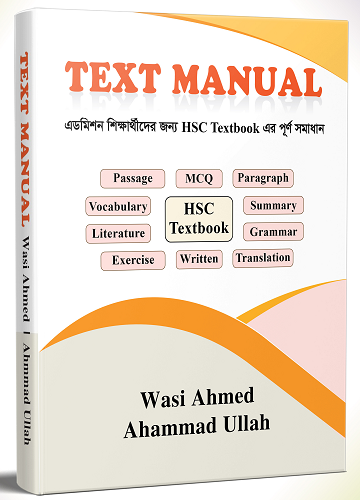 TEXT MANUAL
এডমিশন শিক্ষার্থীদের জন্য HSC Textbook এর পূর্ণ সমাধান
Passage MCQ Paragraph
Vocabulary HSC Textbook Summary
Literature Grammar
Exercise Written Translation
Wasi Ahmed
Ahammad Ullah
TEXT MANUAL Wasi Ahmed | Ahmmad Ullah